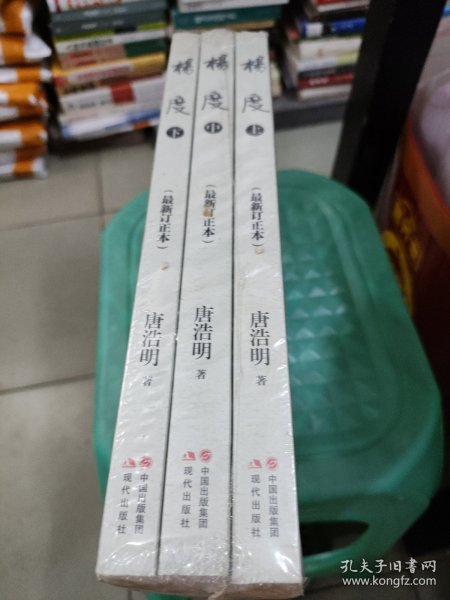 楊度
下
(最新订正本)
唐浩明
著
中国出版集团
现代出版社
楊度
中
(最新订正本)
唐浩明
著
中国出版集团
现代出版社
楊度
上
(最新订正本)
唐浩明
著
中国出版集团
现代出版社
孔夫子旧书网
www.kongfz.com